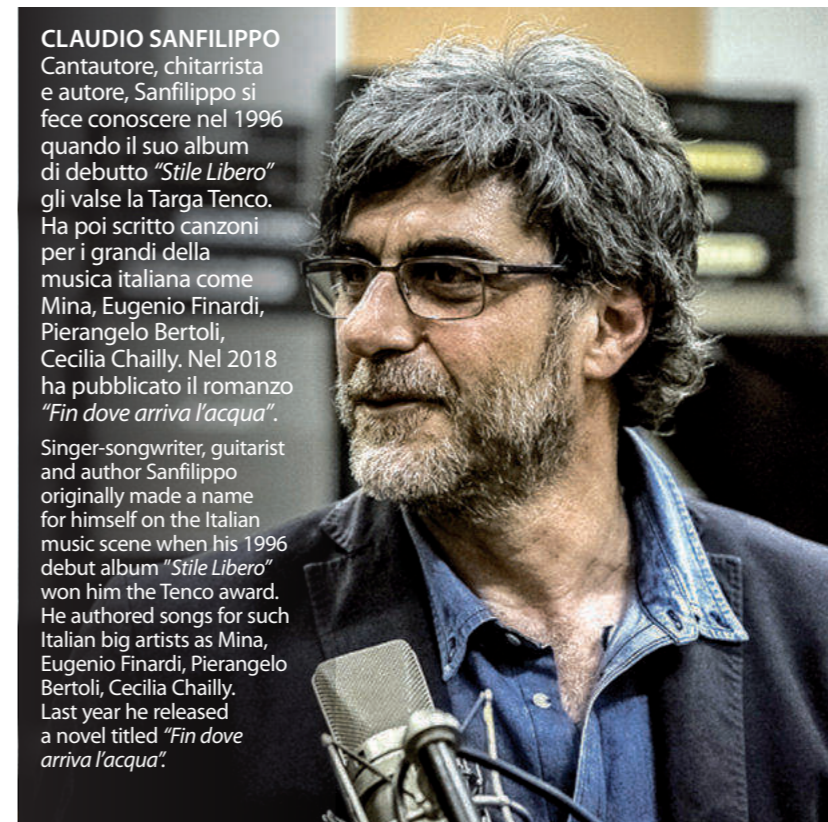 CLAUDIO SANFILIPPO
Cantautore, chitarrista
e autore, Sanfilippo si
fece conoscere nel 1996
quando il suo album
di debutto “Stile Libero”
gli valse la Targa Tenco.
Ha poi scritto canzoni
per i grandi della
musica italiana come
Mina, Eugenio Finardi,
Pierangelo Bertoli,
Cecilia Chailly. Nel 2018
ha pubblicato il romanzo
“Fin dove arriva l’acqua”.
Singer-songwriter, guitarist
and author Sanfilippo
originally made a name
for himself on the Italian
music scene when his 1996
debut album "Stile Libero”
won him the Tenco award.
He authored songs for such
Italian big artists as Mina,
Eugenio Finardi, Pierangelo
Bertoli, Cecilia Chailly.
Last year he released
a novel titled “Fin dove
arriva l’acqua”.